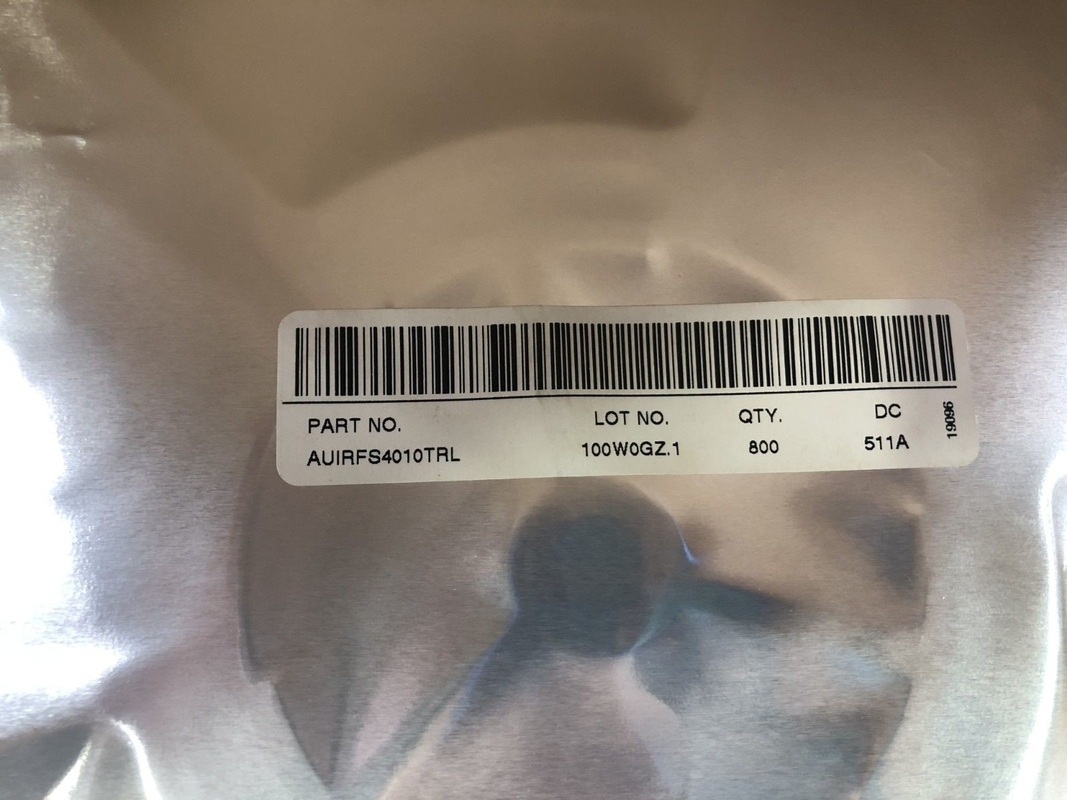 PART NO. LOT NO. QTY. DC
AUIRFS4010TRL 100W0GZ.1 800 511A
19096